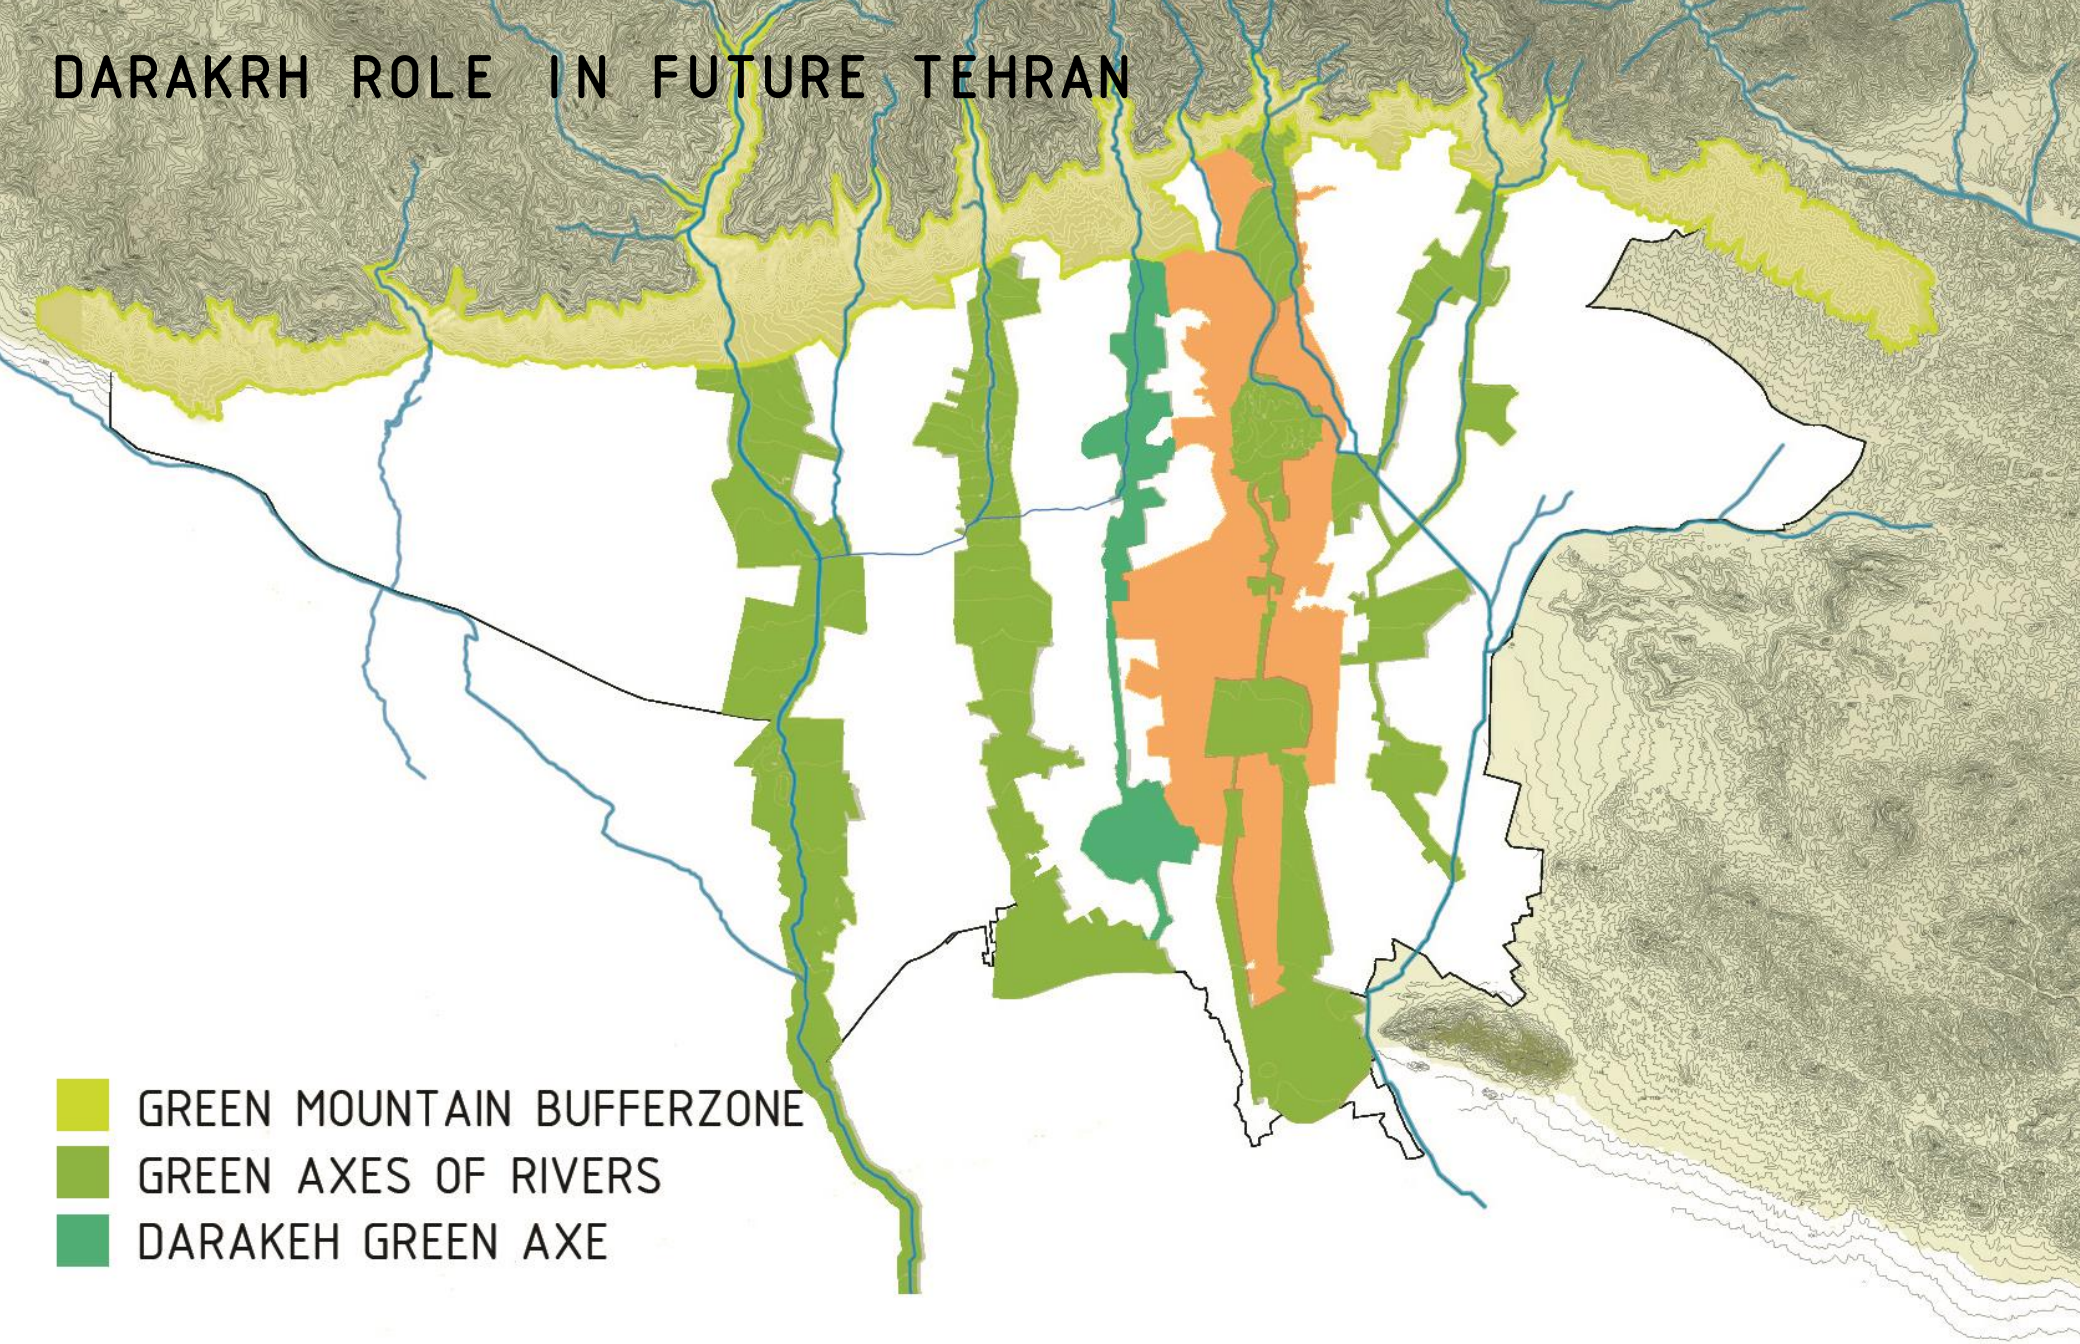 DARAKRH ROLE IN FUTURE TEHRAN
GREEN MOUNTAIN BUFFERZONE
GREEN AXES OF RIVERS
DARAKEH GREEN AXE